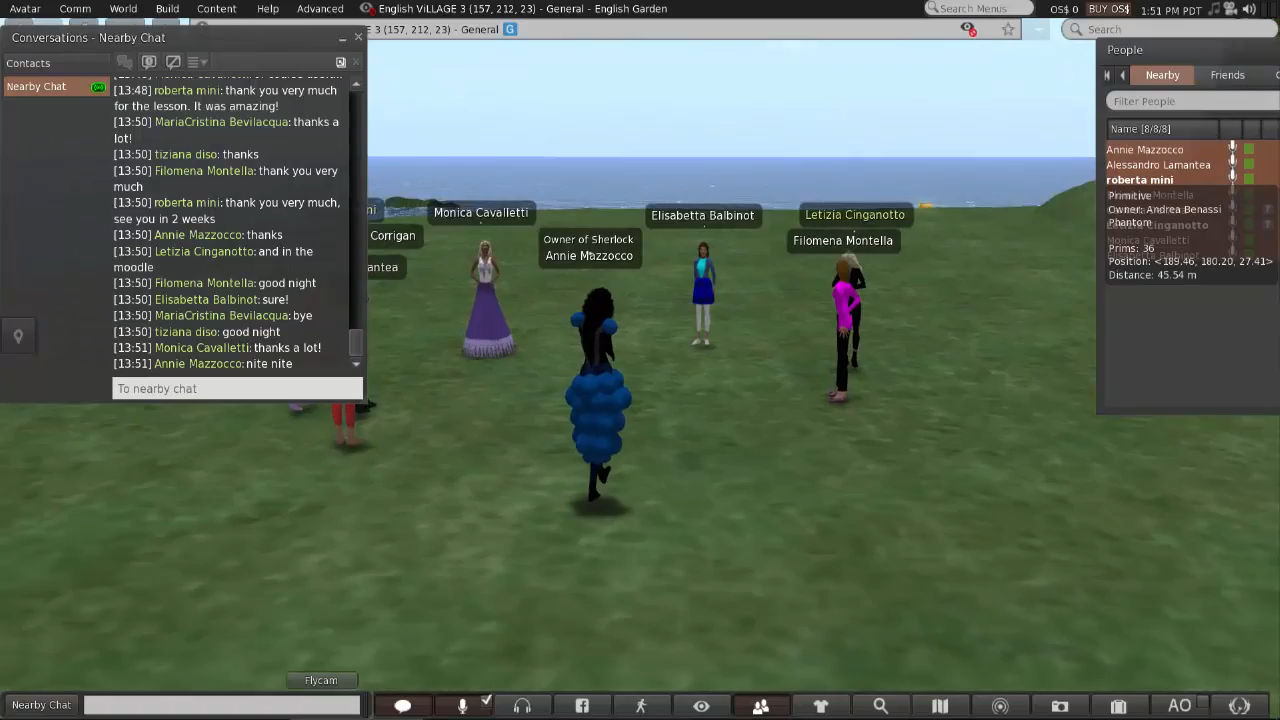 Avatar Comm World Build Content Help Advanced English ViLLAGE 3 (157, 212, 23) - General - English Garden Search Menus OS$ 0 BUY OS$ 1:51 PM PDT
3 (157, 212, 23) - General G Search
Conversations - Nearby Chat
Contacts
Nearby Chat
[13:48] roberta mini: thank you very much
for the lesson. It was amazing!
[13:50] MariaCristina Bevilacqua: thanks a
lot!
[13:50] tiziana diso: thanks
[13:50] Filomena Montella: thank you very
much
[13:50] roberta mini: thank you very much,
see you in 2 weeks
[13:50] Annie Mazzocco: thanks
[13:50] Letizia Cinganotto: and in the
moodle
[13:50] Filomena Montella: good night
[13:50] Elisabetta Balbinot: sure!
[13:50] MariaCristina Bevilacqua: bye
[13:50] tiziana diso: good night
[13:51] Monica Cavalletti: thanks a lot!
[13:51] Annie Mazzocco: nite nite
To nearby chat
Corrigan
antea
Monica Cavalletti
Owner of Sherlock
Annie Mazzocco
Elisabetta Balbinot
Letizia Cinganotto
Filomena Montella
People
Nearby Friends
Filter People
Name [8/8/8]
Annie Mazzocco
Alessandro Lamantea
roberta mini
Primitive
Owner: Andrea Benassi
Phantom
Prims: 36
Position: <189.46, 180.20, 27.41>
Distance: 45.54 m
Flycam
Nearby Chat
AO